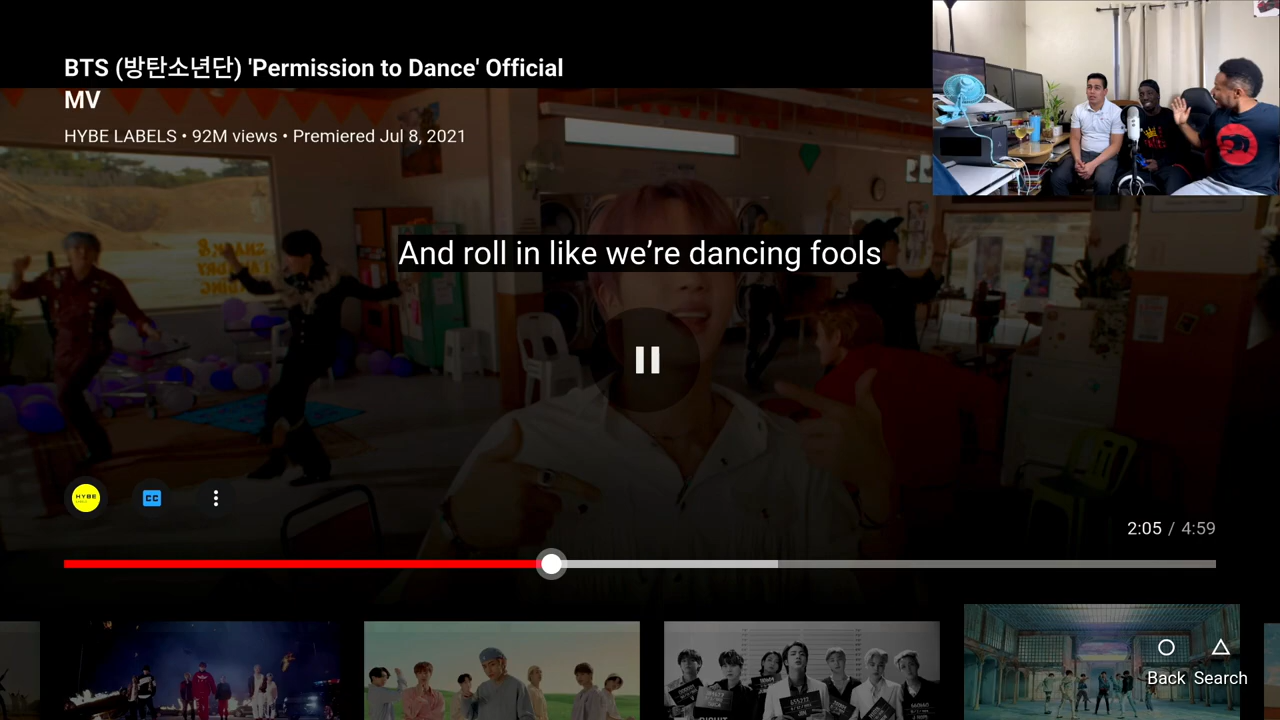 BTS (방탄소년단) 'Permission to Dance' Official
MV
HYBE LABELS • 92M views • Premiered Jul 8, 2021
And roll in like we’re dancing fools
HYBE
CC
2:05 / 4:59
Back Search